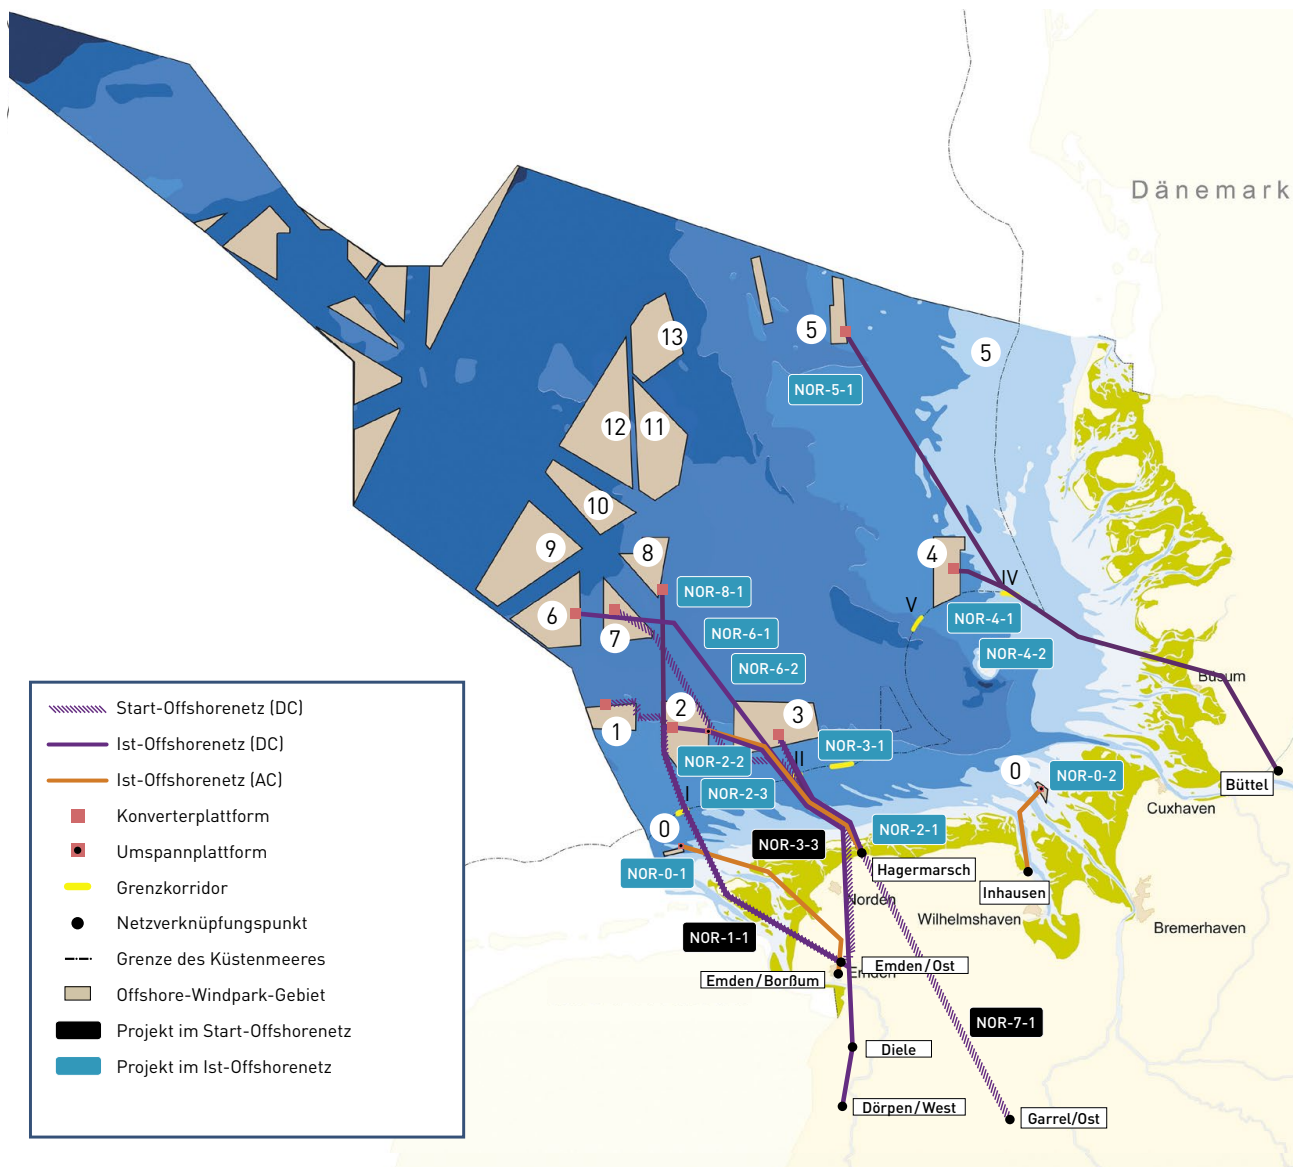 Dänemark
13
5
5
NOR-5-1
12
11
10
9
8
4
IV
NOR-8-1
V
NOR-4-1
6
7
NOR-6-1
NOR-4-2
NOR-6-2
Büsum
1
2
3
NOR-3-1
II
NOR-2-2
0
NOR-0-2
Büttel
I
NOR-2-3
Cuxhaven
0
NOR-3-3
NOR-2-1
NOR-0-1
Hagermarsch
Inhausen
Norden
Wilhelmshaven
Bremerhaven
NOR-1-1
Emden/Ost
Emden
Emden/Borßum
NOR-7-1
Diele
Dörpen/West
Garrel/Ost
Start-Offshorenetz (DC)
Ist-Offshorenetz (DC)
Ist-Offshorenetz (AC)
Konverterplattform
Umspannplattform
Grenzkorridor
Netzverknüpfungspunkt
Grenze des Küstenmeeres
Offshore-Windpark-Gebiet
Projekt im Start-Offshorenetz
Projekt im Ist-Offshorenetz